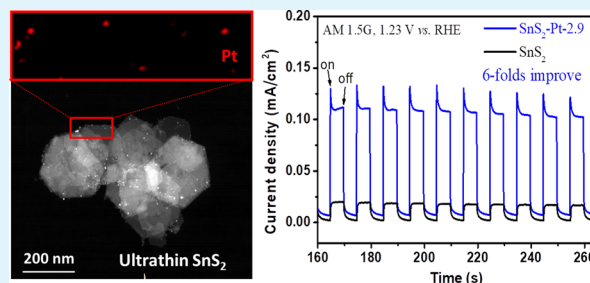 Pt
200 nm
Ultrathin SnS₂
AM 1.5G, 1.23 V vs. RHE
SnS₂-Pt-2.9
SnS₂
6-folds improve
on
off
Current density (mA/cm²)
0.20
0.15
0.10
0.05
0.00
160 180 200 220 240 260
Time (s)